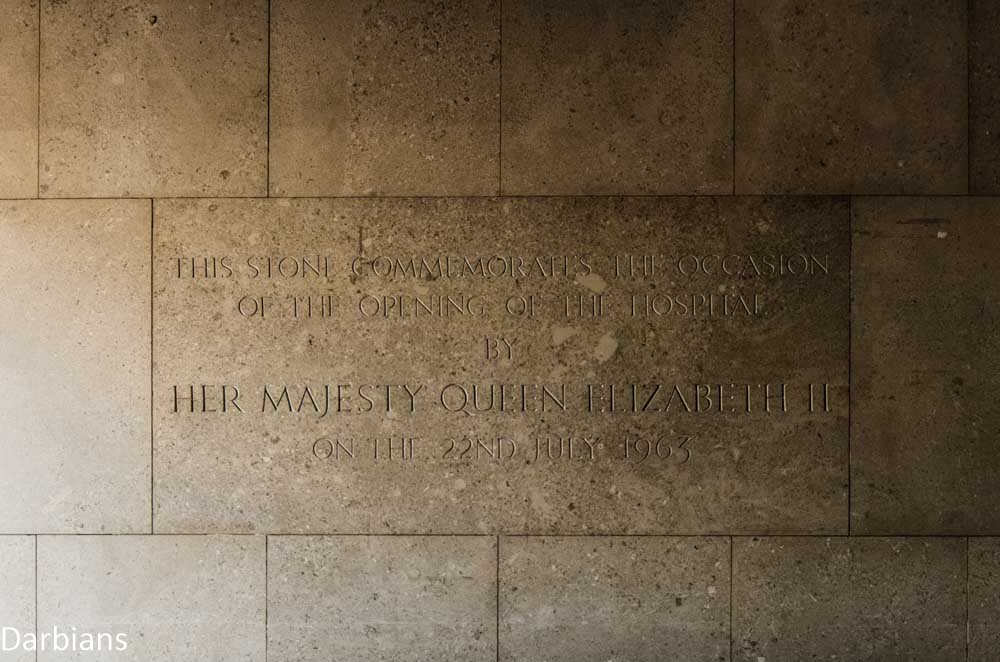 THIS STONE COMMEMORATES THE OCCASION
OF THE OPENING OF THE HOSPITAL
BY
HER MAJESTY QUEEN ELIZABETH II
ON THE 22ND JULY 1963
Darbians